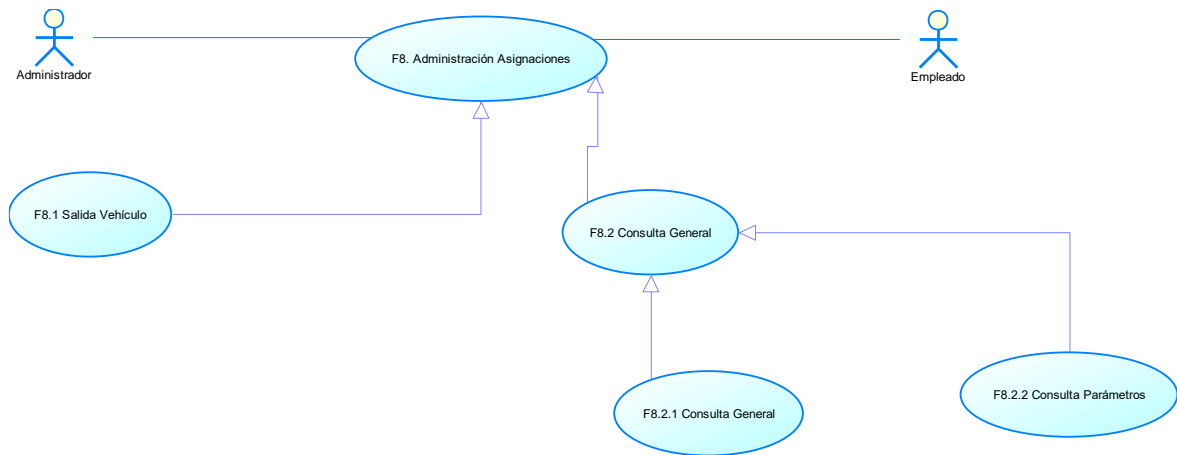 F8. Administración Asignaciones
Administrador
Empleado
F8.1 Salida Vehículo
F8.2 Consulta General
F8.2.2 Consulta Parámetros
F8.2.1 Consulta General